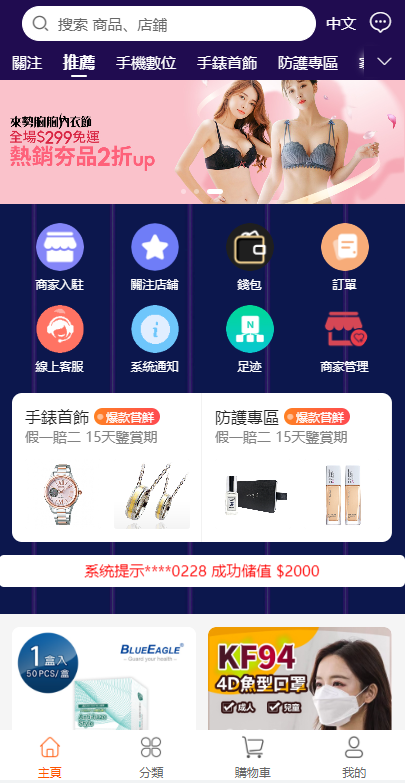 搜索 商品、店鋪
中文
關注 推薦 手機數位 手錶首飾 防護專區
來勢胸胸內衣節
全場$299免運
熱銷夯品2折up
商家入駐 關注店鋪 錢包 訂單
N
線上客服 系統通知 足迹 商家管理
手錶首飾 爆款嘗鮮
假一賠二 15天鑒賞期
防護專區 爆款嘗鮮
假一賠二 15天鑒賞期
系統提示****0228 成功储值 $2000
1盒入
50PCS/盒
BLUEEAGLE®
- Guard your health -
KF94
4D魚型口罩
成人 兒童
主頁 分類 購物車 我的